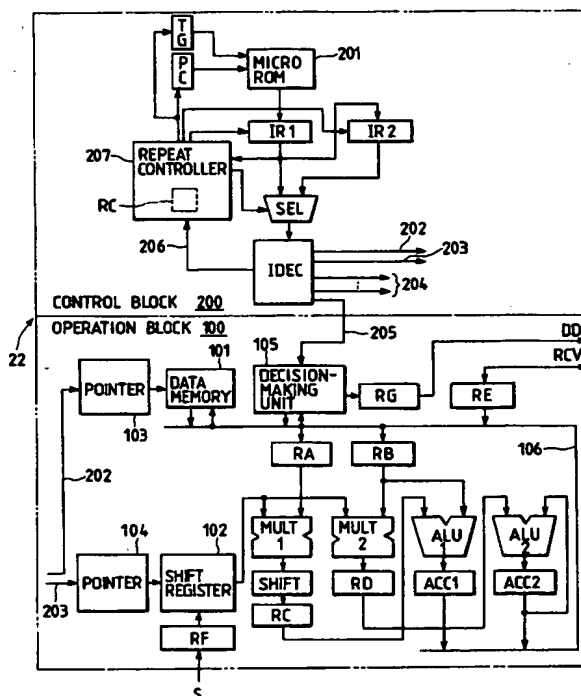 TG
PC
MICRO
ROM
201
IR1
IR2
207
REPEAT
CONTROLLER
RC
SEL
206
IDEC
202
203
204
CONTROL BLOCK 200
205
22
OPERATION BLOCK 100
101
105
DD
RCV
POINTER
DATA
MEMORY
DECISION-
MAKING
UNIT
RG
RE
103
RA
RB
106
202
104
102
POINTER
SHIFT
REGISTER
MULT
1
MULT
2
ALU
1
ALU
2
203
SHIFT
RD
ACC1
ACC2
RC
RF
S